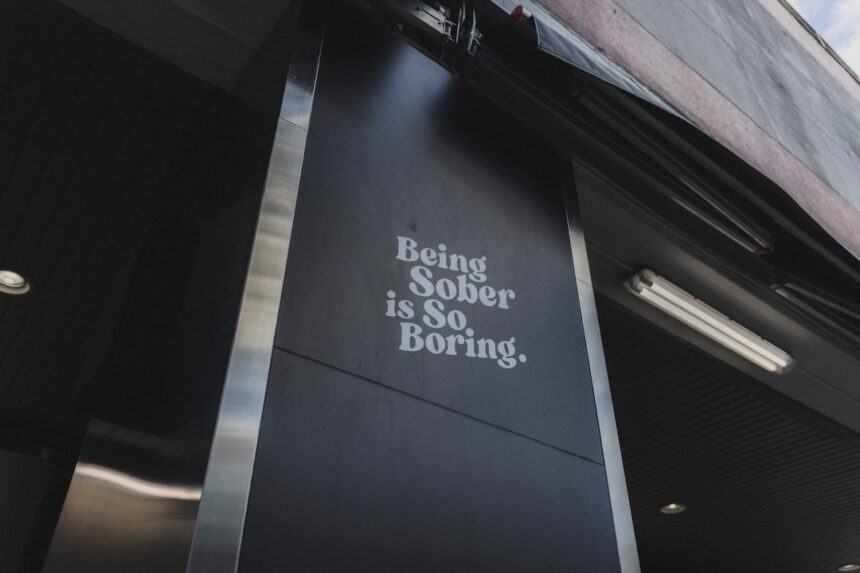 Being
Sober
is So
Boring.